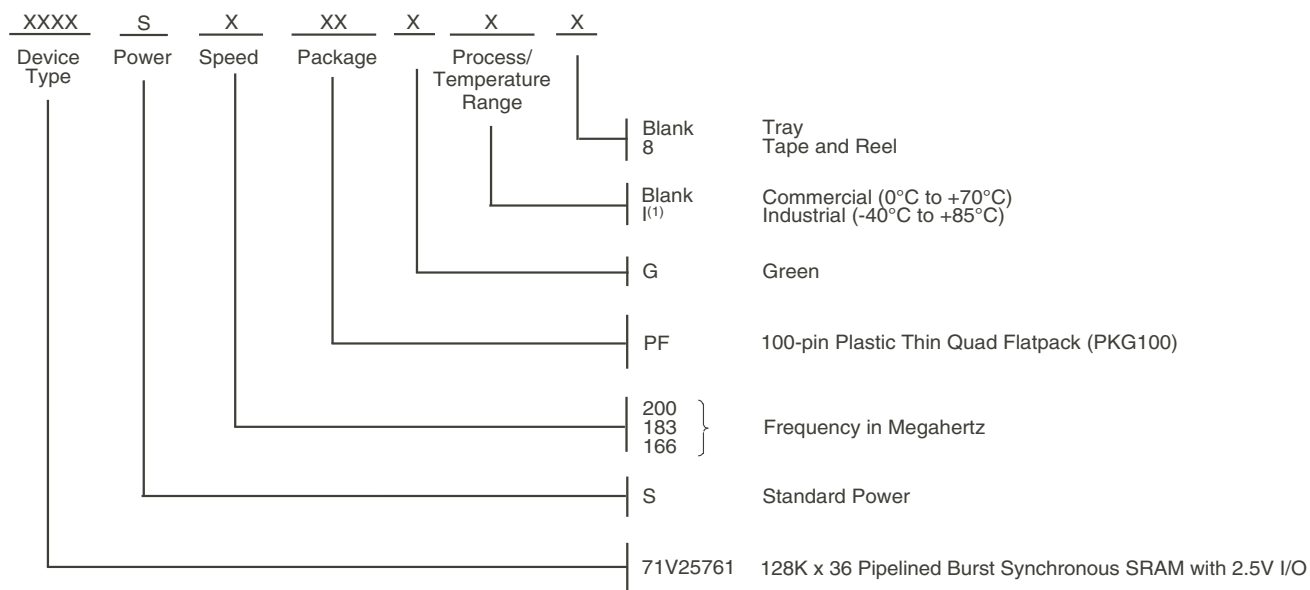 XXXX S X XX X X X
Device Type Power Speed Package Process/ Temperature Range
Blank Tray
8 Tape and Reel
Blank Commercial (0°C to +70°C)
I(1) Industrial (-40°C to +85°C)
G Green
PF 100-pin Plastic Thin Quad Flatpack (PKG100)
200
183 Frequency in Megahertz
166
S Standard Power
71V25761 128K x 36 Pipelined Burst Synchronous SRAM with 2.5V I/O